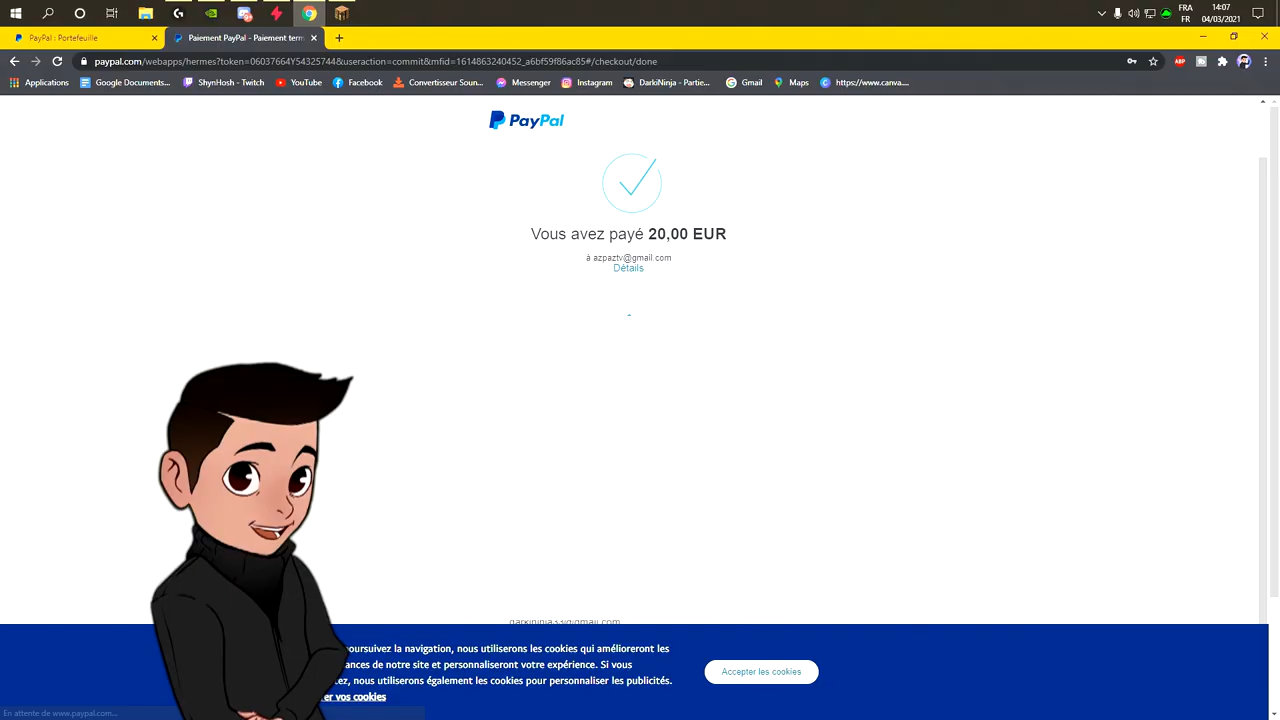 FRA
FR
14:07
04/03/2021
PayPal : Portefeuille
Paiement PayPal - Paiement term
paypal.com/webapps/hermes?token=06037664Y54325744&useraction=commit&mfid=1614863240452_a6bf59f86ac85#/checkout/done
ABP
Applications
Google Documents...
ShynHosh - Twitch
YouTube
Facebook
Convertisseur Soun...
Messenger
Instagram
DarkiNinja - Partie...
Gmail
Maps
https://www.canva....
PayPal
Vous avez payé 20,00 EUR
à azpaztv@gmail.com
Détails
oursuivez la navigation, nous utiliserons les cookies qui amélioreront les
ances de notre site et personnaliseront votre expérience. Si vous
tez, nous utiliserons également les cookies pour personnaliser les publicités.
er vos cookies
Accepter les cookies
En attente de www.paypal.com...